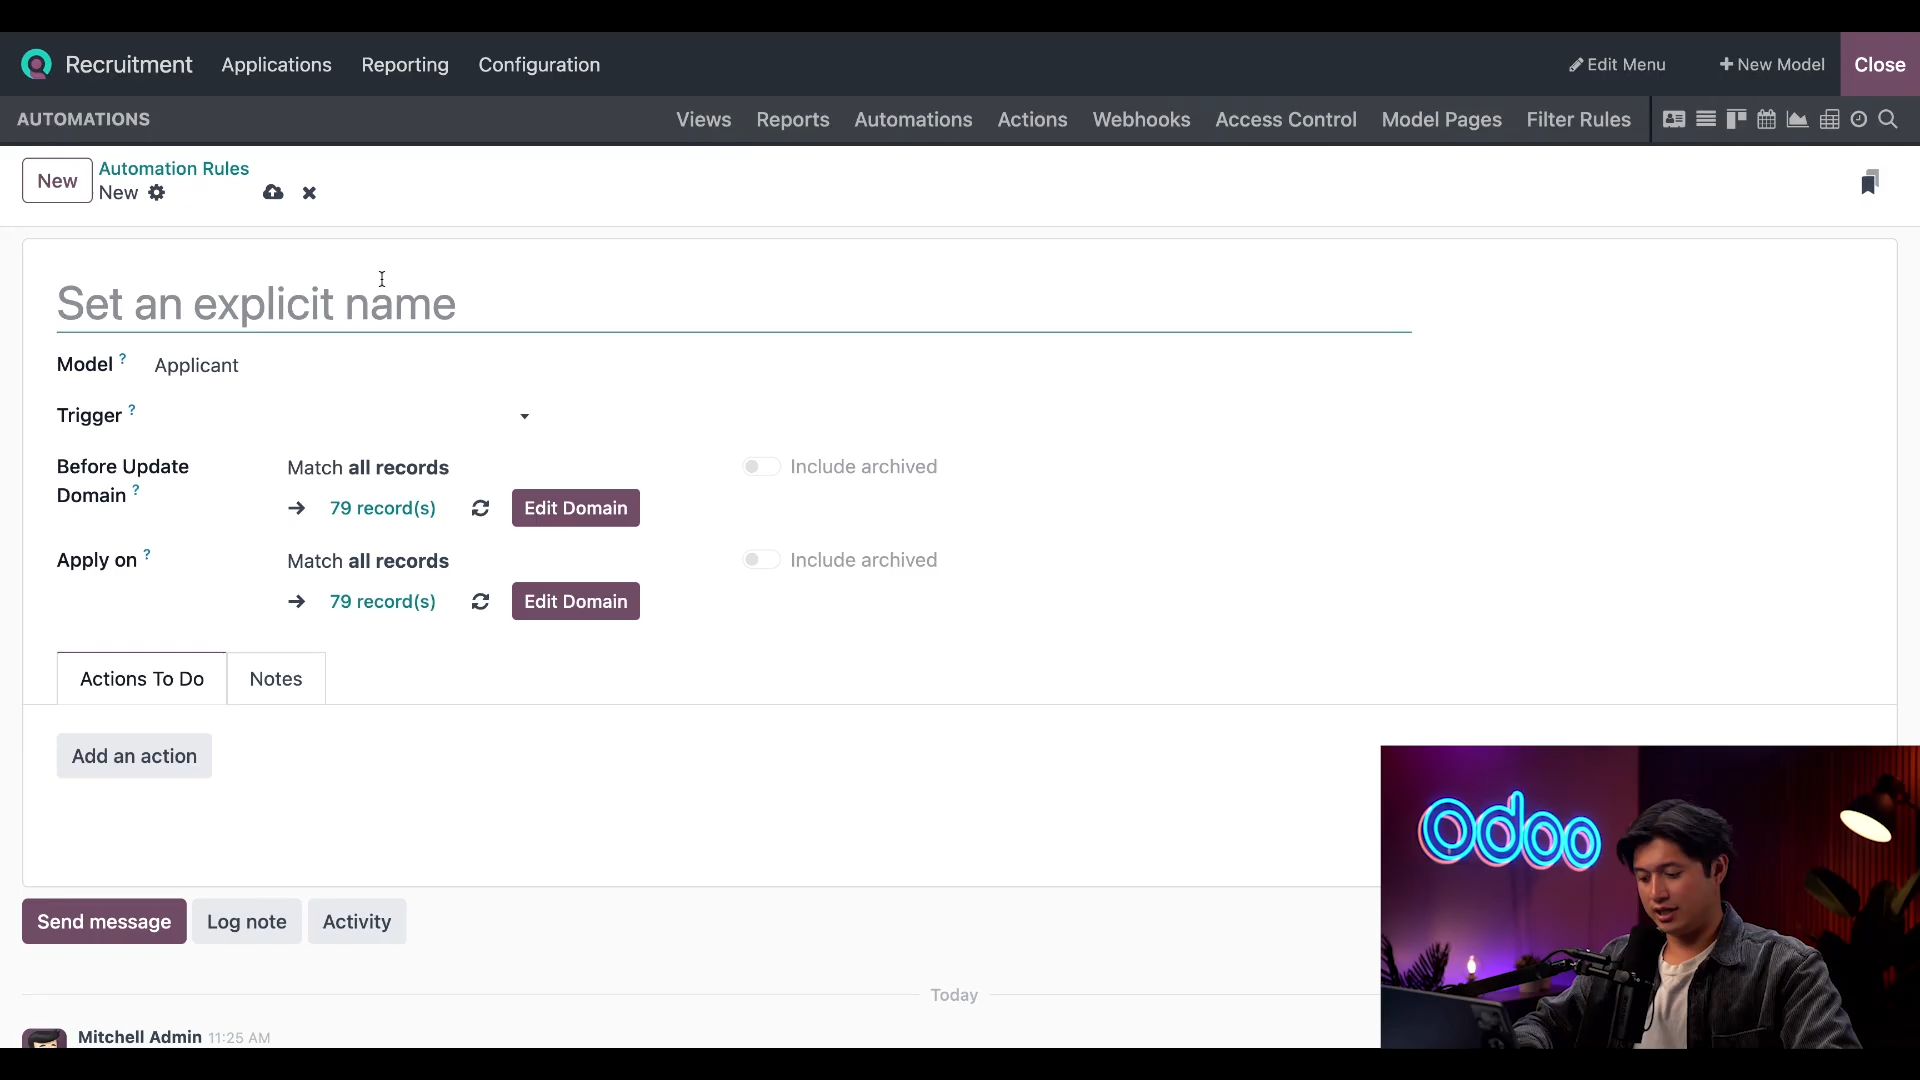 Recruitment Applications Reporting Configuration Edit Menu + New Model Close
AUTOMATIONS Views Reports Automations Actions Webhooks Access Control Model Pages Filter Rules
New Automation Rules
New
Set an explicit name
Model ? Applicant
Trigger ?
Before Update Domain ? Match all records Include archived
79 record(s) Edit Domain
Apply on ? Match all records Include archived
79 record(s) Edit Domain
Actions To Do Notes
Add an action
odoo
Send message Log note Activity
Today
Mitchell Admin 11:25 AM